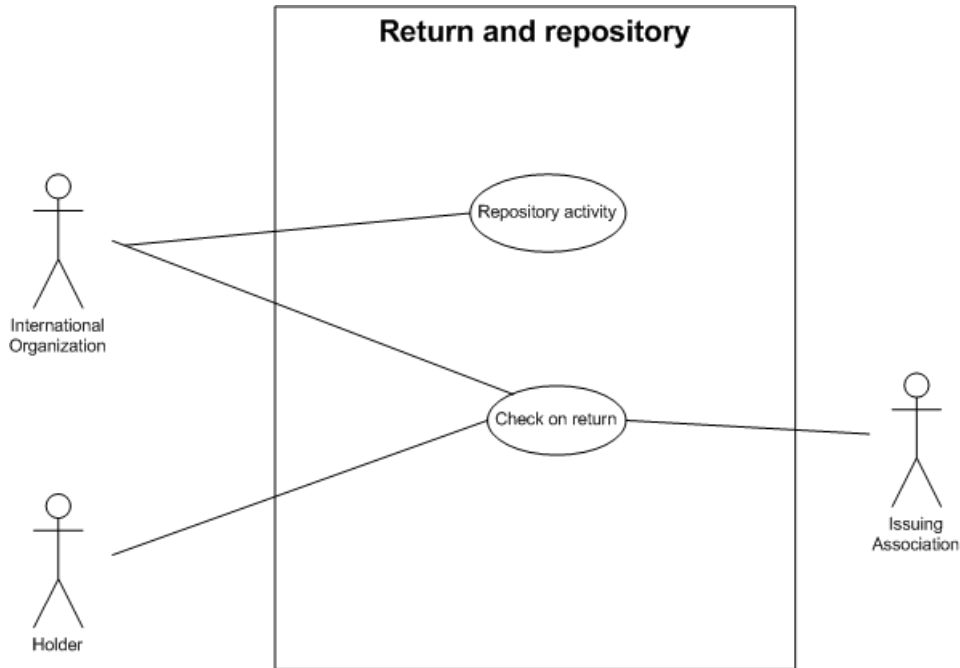 Return and repository
Repository activity
International
Organization
Check on return
Issuing
Association
Holder